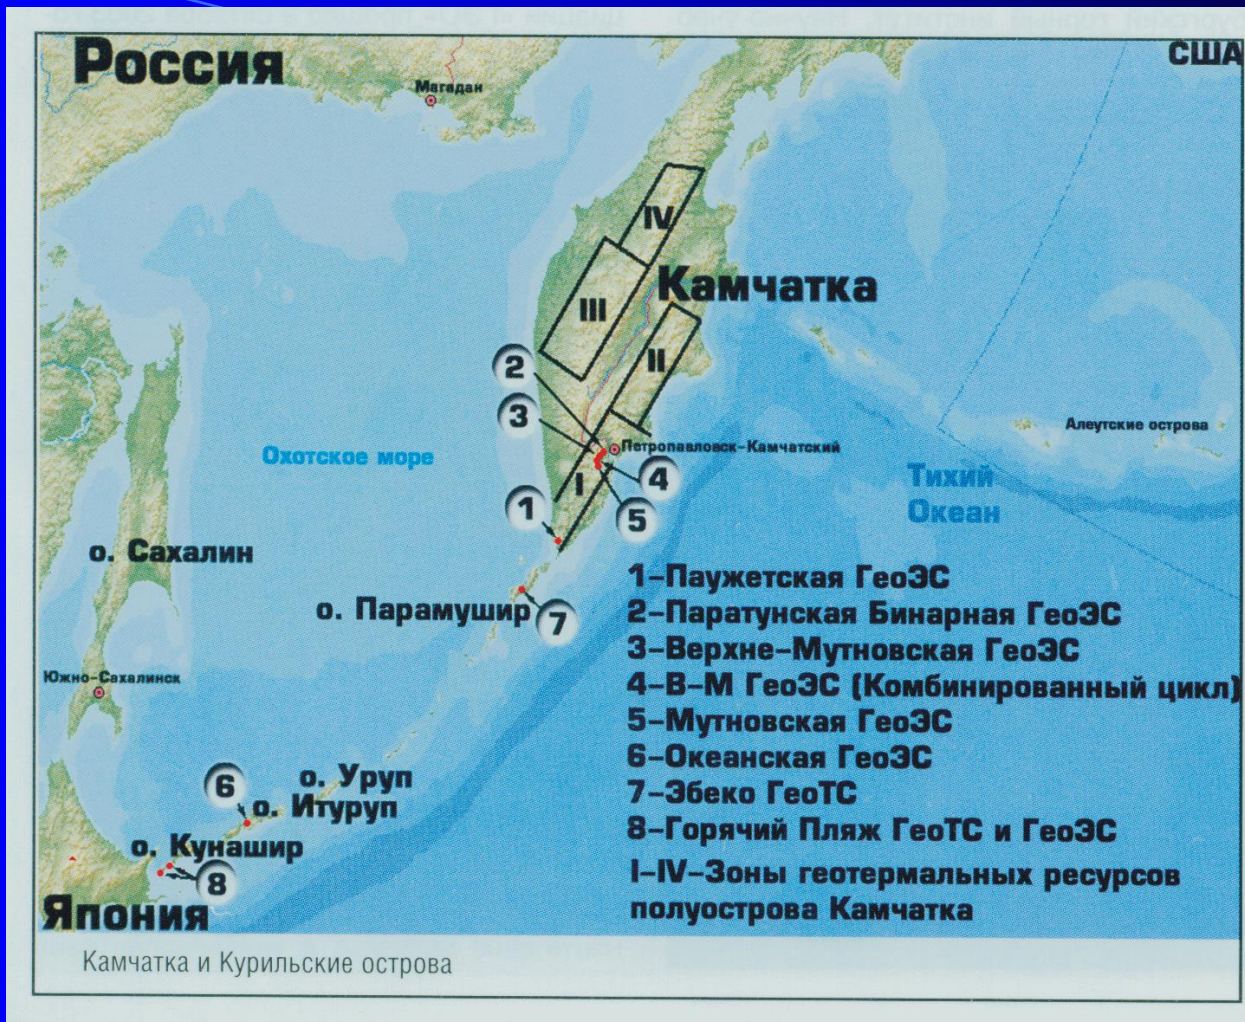 Россия
США
Магадан
IV
Камчатка
III
II
2
3
Петропавловск-Камчатский
Алеутские острова
Охотское море
4
Тихий
Океан
I
1
5
о. Сахалин
о. Парамушир
7
Южно-Сахалинск
6
о. Уруп
о. Итуруп
о. Кунашир
8
Япония
1-Паужетская ГеоЭС
2-Паратунская Бинарная ГеоЭС
3-Верхне-Мутновская ГеоЭС
4-В-М ГеоЭС (Комбинированный цикл)
5-Мутновская ГеоЭС
6-Океанская ГеоЭС
7-Эбеко ГеоТС
8-Горячий Пляж ГеоТС и ГеоЭС
I-IV-Зоны геотермальных ресурсов
полуострова Камчатка
Камчатка и Курильские острова